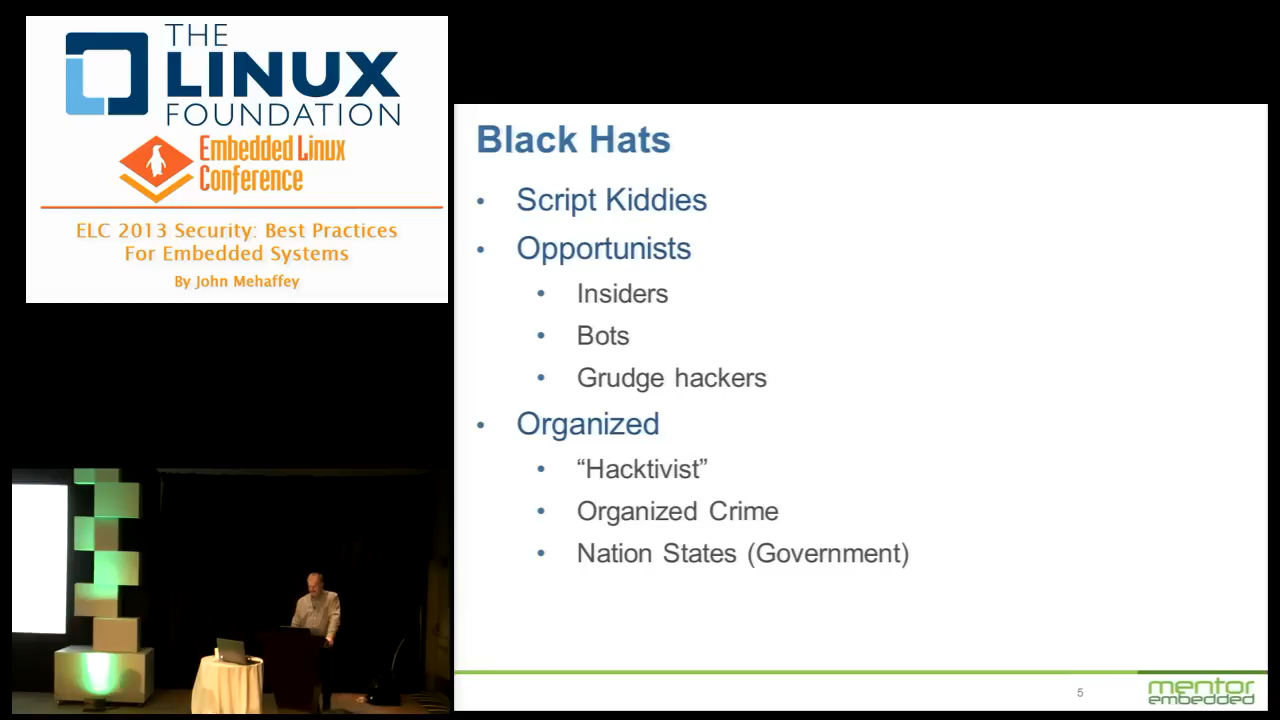 THE
LINUX
FOUNDATION
Embedded Linux
Conference
ELC 2013 Security: Best Practices
For Embedded Systems
By John Mehaffey
Black Hats
• Script Kiddies
• Opportunists
• Insiders
• Bots
• Grudge hackers
• Organized
• “Hacktivist”
• Organized Crime
• Nation States (Government)
5
mentor
embedded